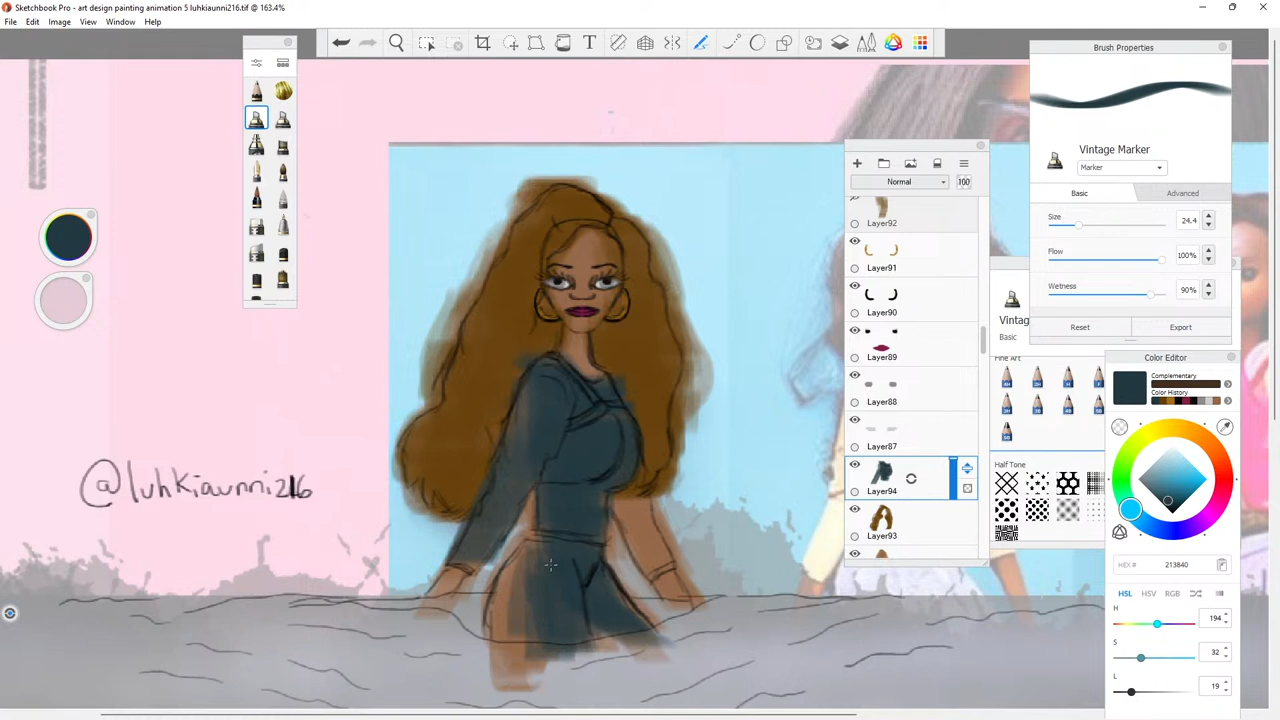 Sketchbook Pro - art design painting animation 5 luhkiaunni216.tif @ 163.4%
File Edit Image View Window Help
T
Brush Properties
Vintage Marker
Marker
Basic Advanced
Size 24.4
Flow 100%
Wetness 90%
Reset Export
Normal 100
Layer92
Layer91
Layer90
Layer89
Layer88
Layer87
Layer94
Layer93
Vintag
Basic
Fine Art
Half Tone
Color Editor
Complementary
Color History
HEX # 213840
HSL HSV RGB
H 194
S 32
L 19
@luhkiaunni216